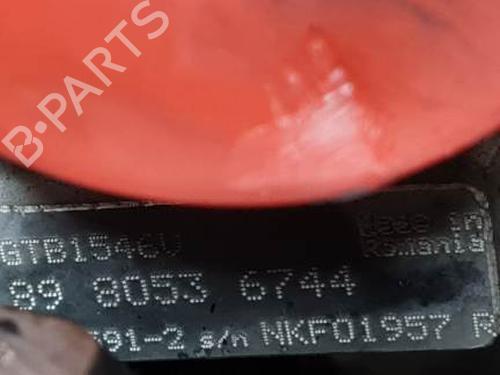 B-PARTS
GTB1546V
Made in
Romania
89 8053 6744
791-2 s/n NKF01957 R